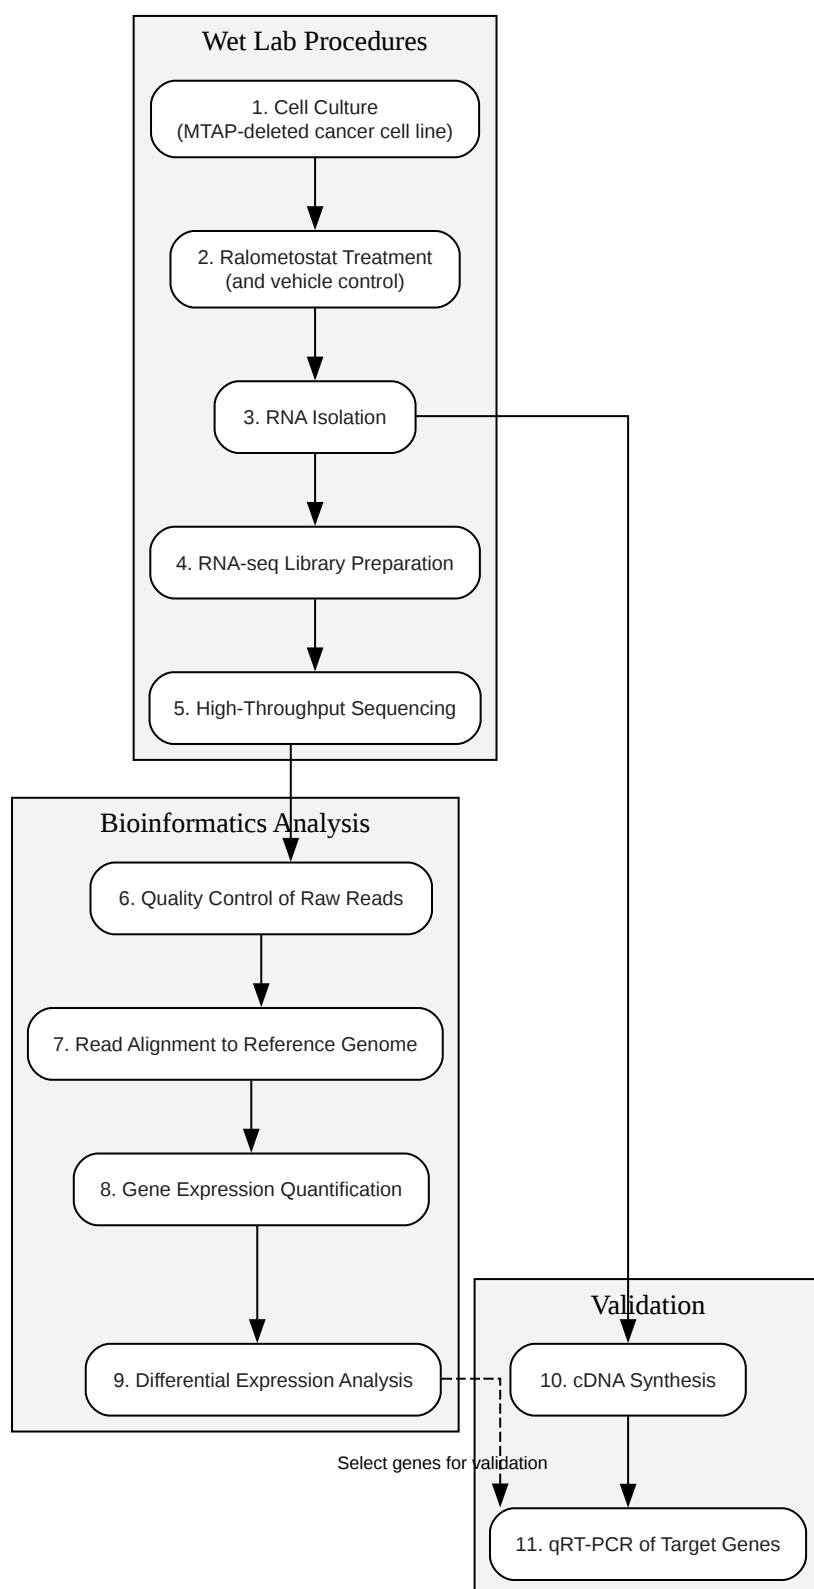 Wet Lab Procedures
1. Cell Culture
(MTAP-deleted cancer cell line)
2. Ralometostat Treatment
(and vehicle control)
3. RNA Isolation
4. RNA-seq Library Preparation
5. High-Throughput Sequencing
Bioinformatics Analysis
6. Quality Control of Raw Reads
7. Read Alignment to Reference Genome
8. Gene Expression Quantification
Validation
9. Differential Expression Analysis
10. cDNA Synthesis
Select genes for validation
11. qRT-PCR of Target Genes